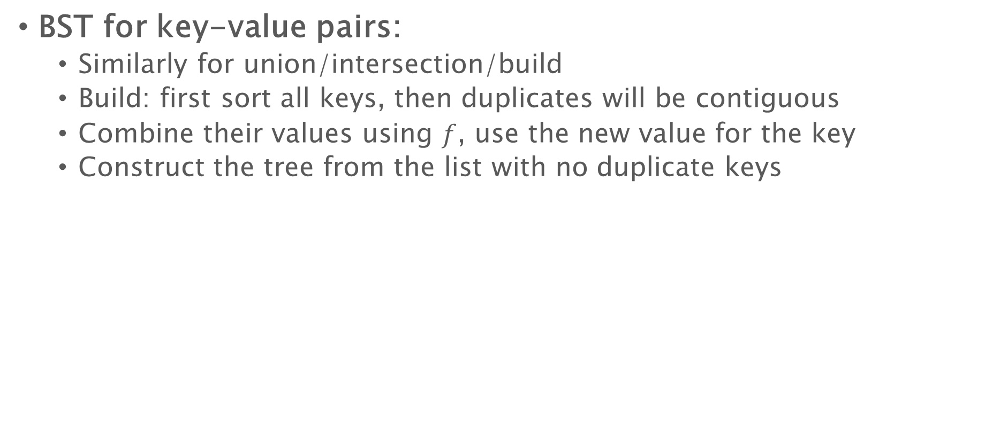 • BST for key-value pairs:
• Similarly for union/intersection/build
• Build: first sort all keys, then duplicates will be contiguous
• Combine their values using f, use the new value for the key
• Construct the tree from the list with no duplicate keys